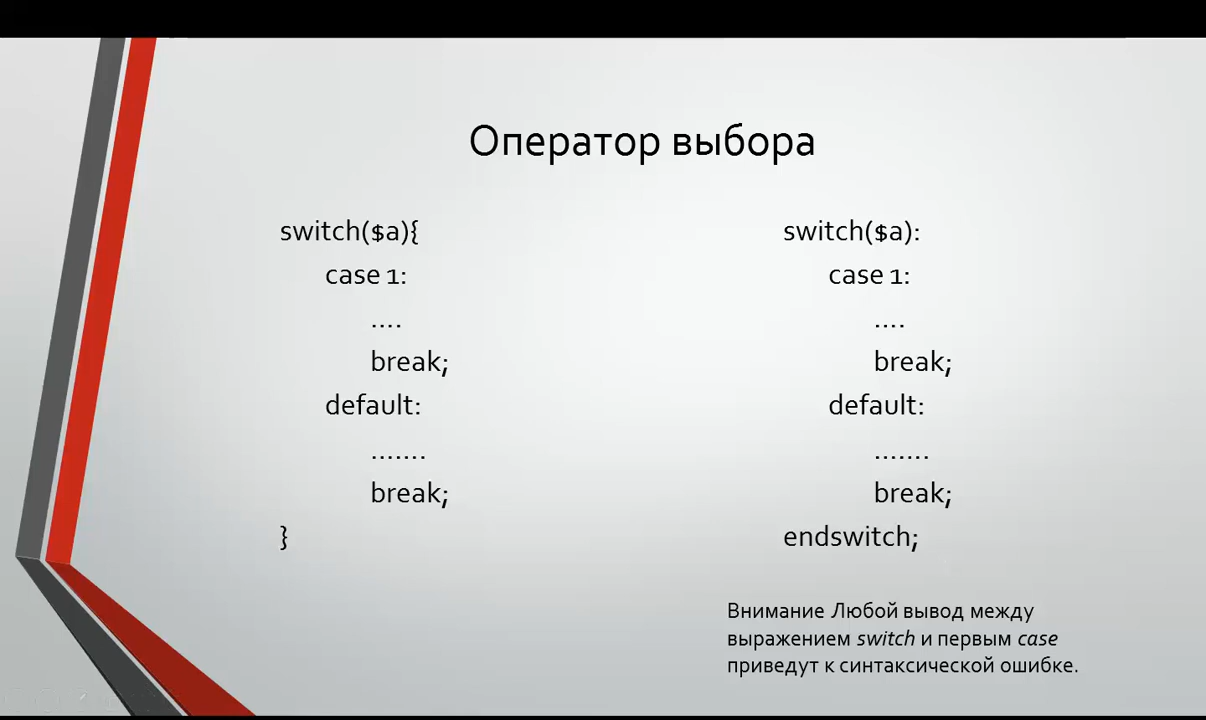 Оператор выбора
switch($a){
case 1:
....
break;
default:
.......
break;
}
switch($a):
case 1:
....
break;
default:
.......
break;
endswitch;
Внимание Любой вывод между
выражением switch и первым case
приведут к синтаксической ошибке.